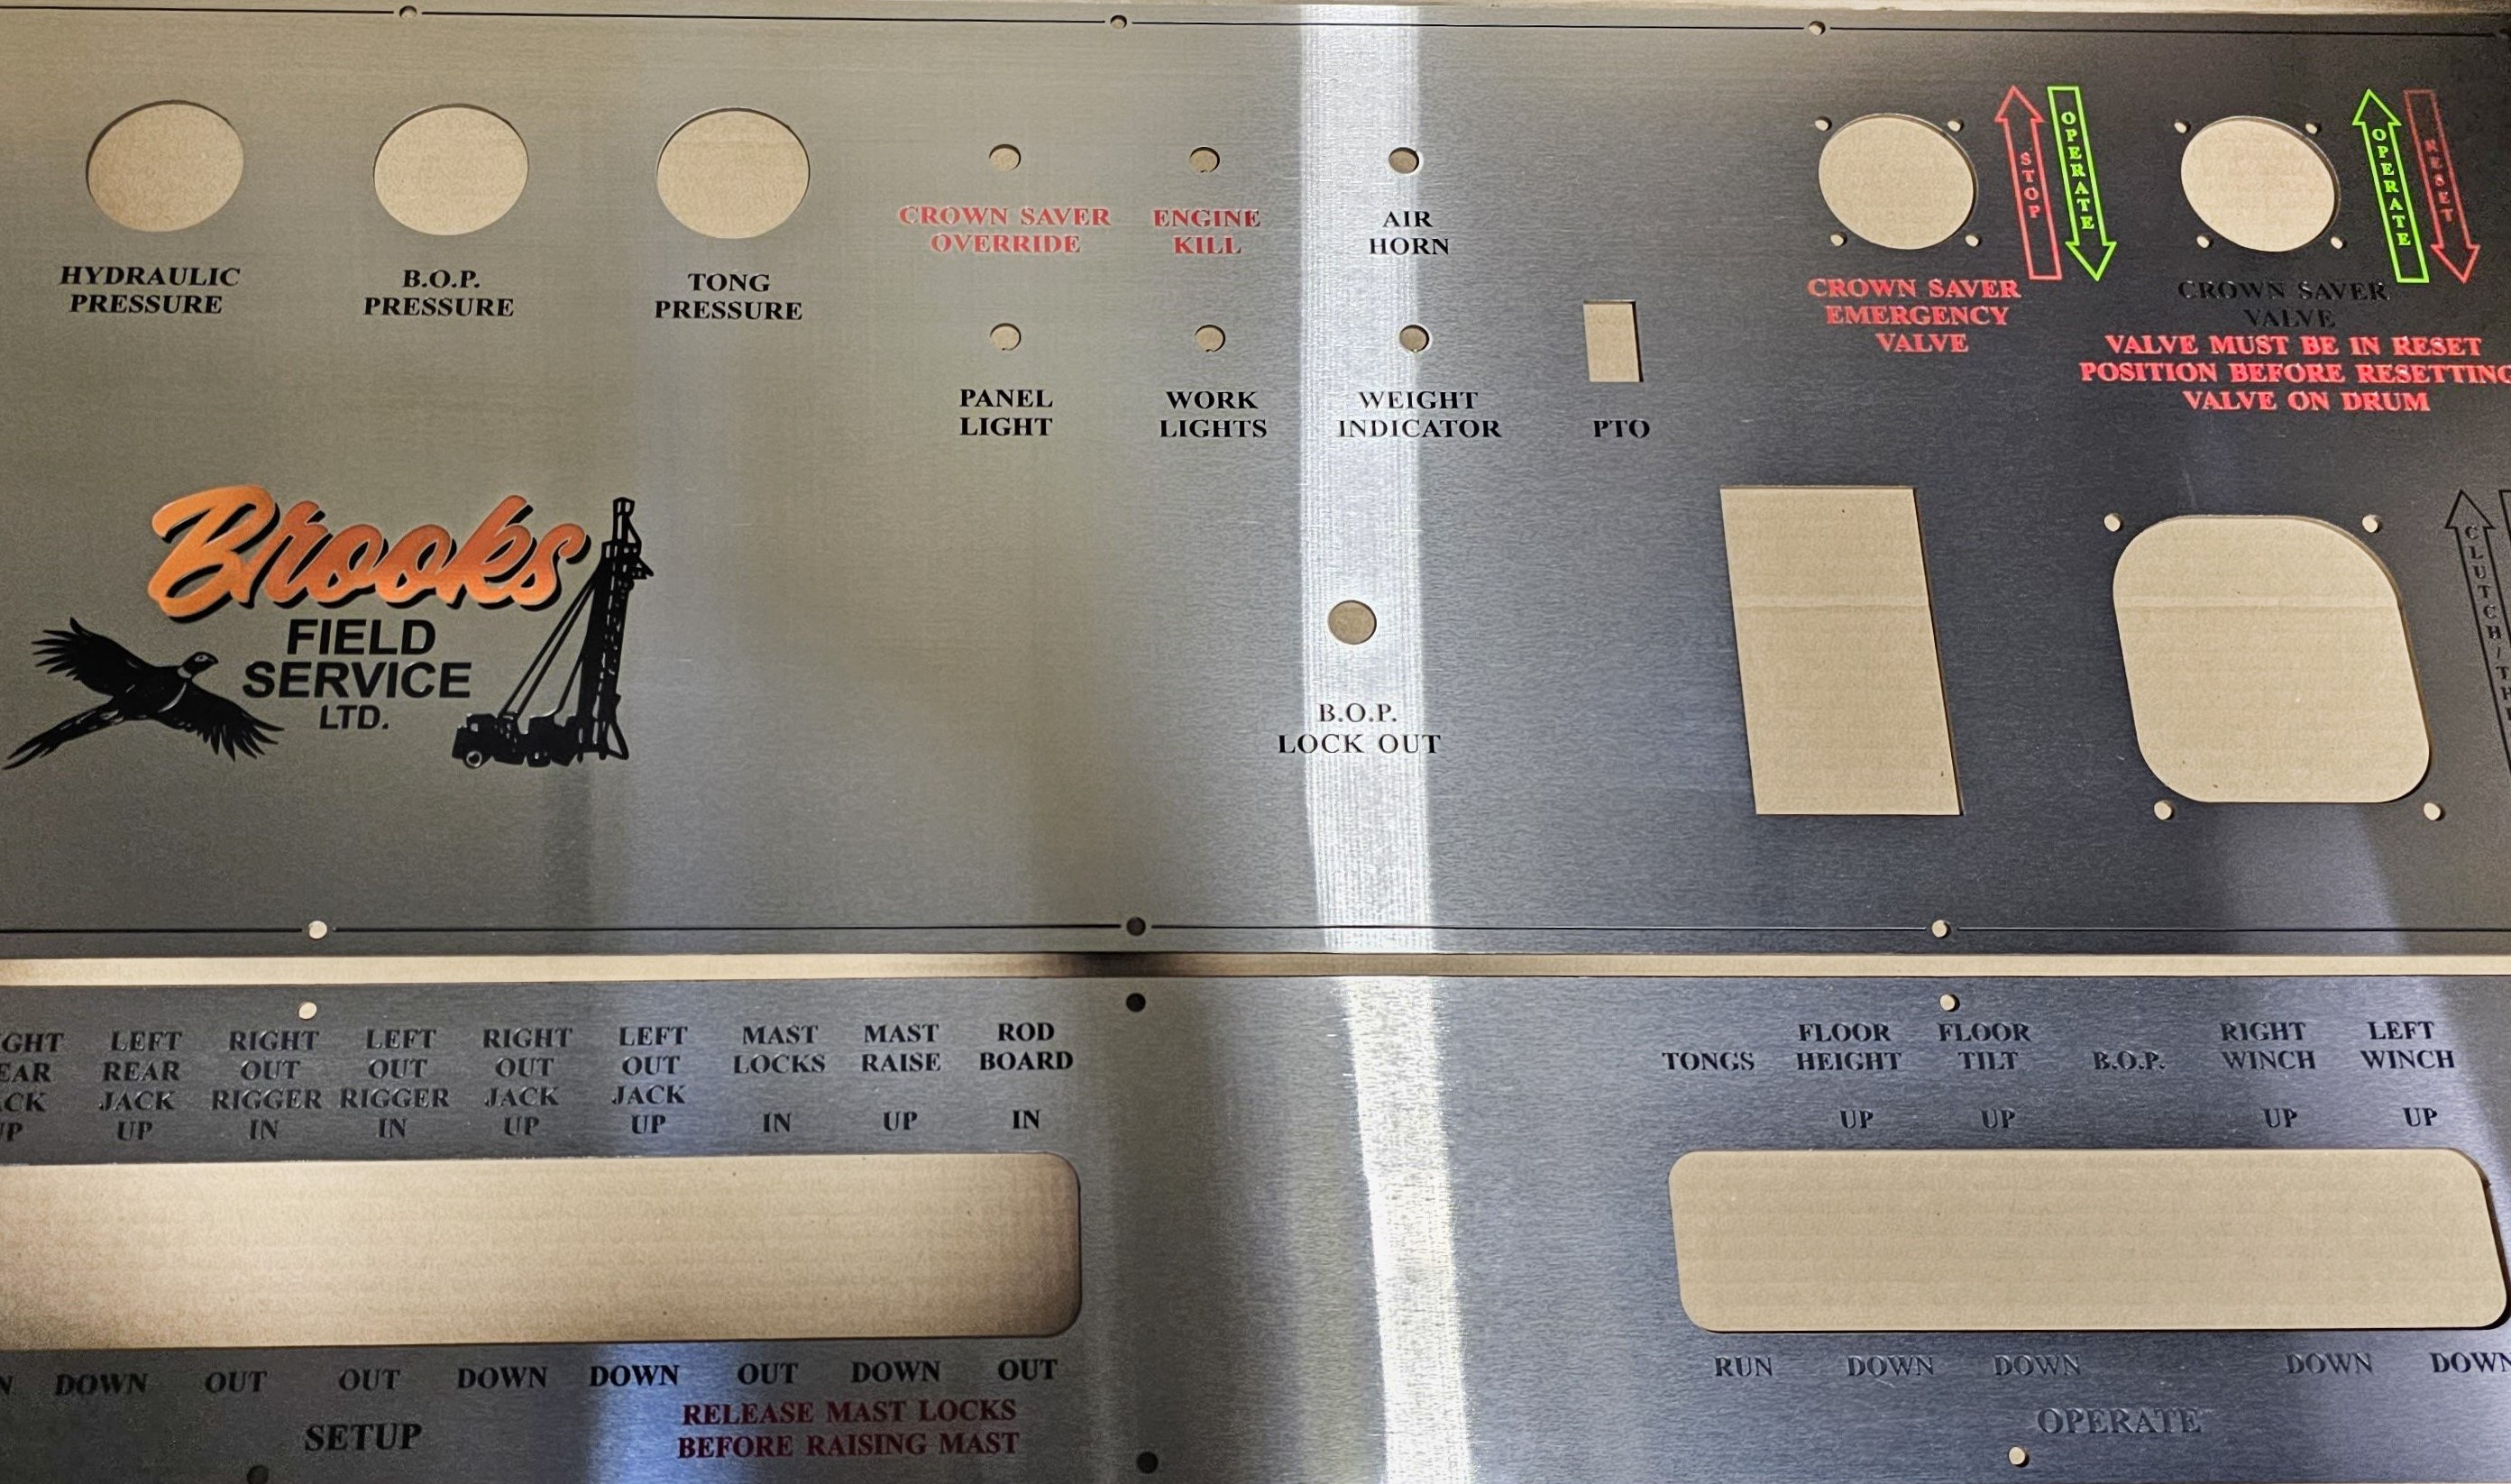 HYDRAULIC
PRESSURE
B.O.P.
PRESSURE
TONG
PRESSURE
CROWN SAVER
OVERRIDE
ENGINE
KILL
AIR
HORN
PANEL
LIGHT
WORK
LIGHTS
WEIGHT
INDICATOR
PTO
STOP
OPERATE
CROWN SAVER
EMERGENCY
VALVE
OPERATE
RESET
CROWN SAVER
VALVE
VALVE MUST BE IN RESET
POSITION BEFORE RESETTING
VALVE ON DRUM
Brooks
FIELD
SERVICE
LTD.
B.O.P.
LOCK OUT
CLUTCH/
LEFT
REAR
JACK
UP
RIGHT
OUT
RIGGER
IN
LEFT
OUT
RIGGER
IN
RIGHT
OUT
JACK
UP
LEFT
OUT
JACK
UP
MAST
LOCKS
IN
MAST
RAISE
UP
ROD
BOARD
IN
DOWN
OUT
OUT
DOWN
DOWN
OUT
DOWN
OUT
SETUP
RELEASE MAST LOCKS
BEFORE RAISING MAST
TONGS
FLOOR
HEIGHT
UP
FLOOR
TILT
UP
B.O.P.
RIGHT
WINCH
UP
LEFT
WINCH
UP
RUN
DOWN
DOWN
DOWN
DOWN
OPERATE